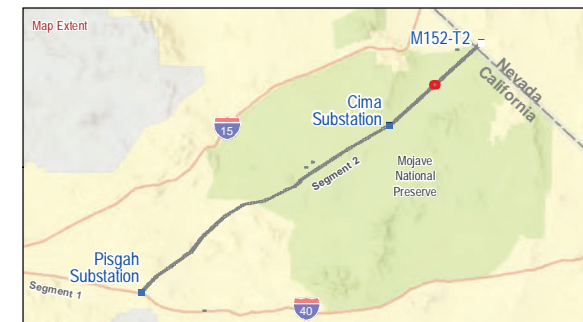 Map Extent
M152-T2
Nevada
California
Cima
Substation
15
Mojave
National
Preserve
Segment 2
Pisgah
Substation
Segment 1
40